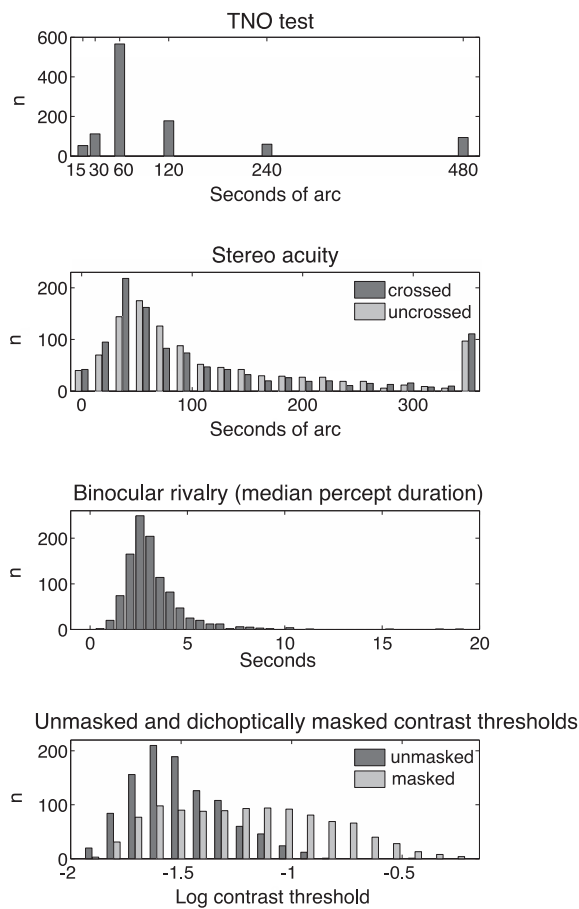 TNO test
600
400
200
0
n
15 30 60 120 240 480
Seconds of arc
Stereo acuity
200
100
0
n
crossed
uncrossed
0 100 200 300
Seconds of arc
Binocular rivalry (median percept duration)
200
100
0
n
0 5 10 15 20
Seconds
Unmasked and dichoptically masked contrast thresholds
200
100
0
n
unmasked
masked
-2 -1.5 -1 -0.5
Log contrast threshold